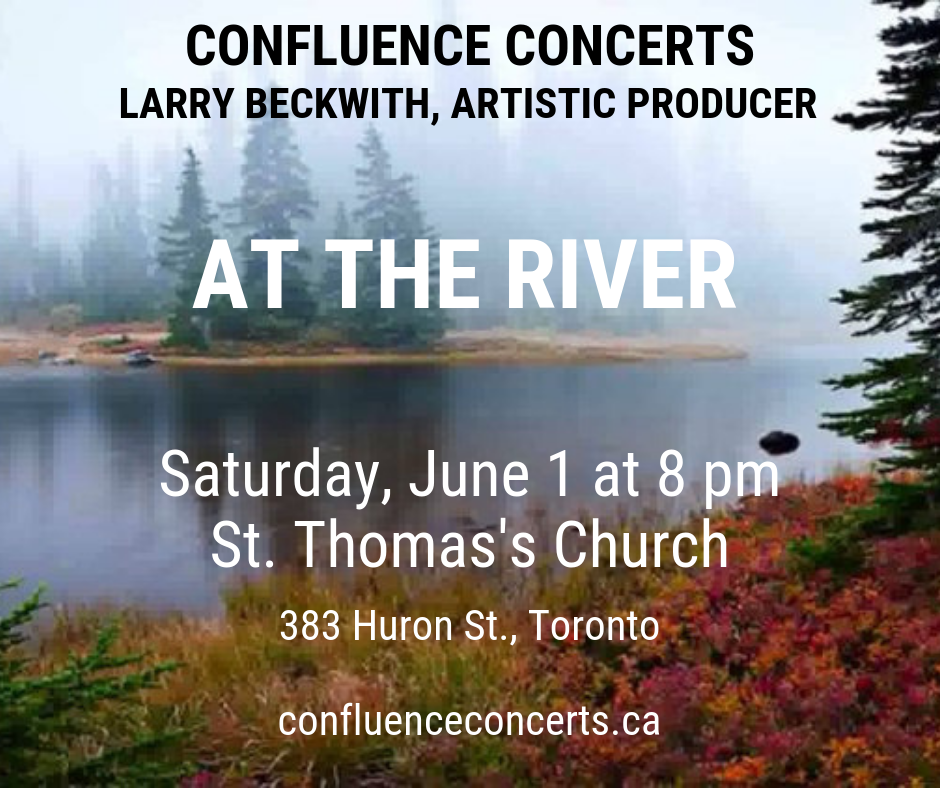 CONFLUENCE CONCERTS
LARRY BECKWITH, ARTISTIC PRODUCER
AT THE RIVER
Saturday, June 1 at 8 pm
St. Thomas's Church
383 Huron St., Toronto
confluenceconcerts.ca